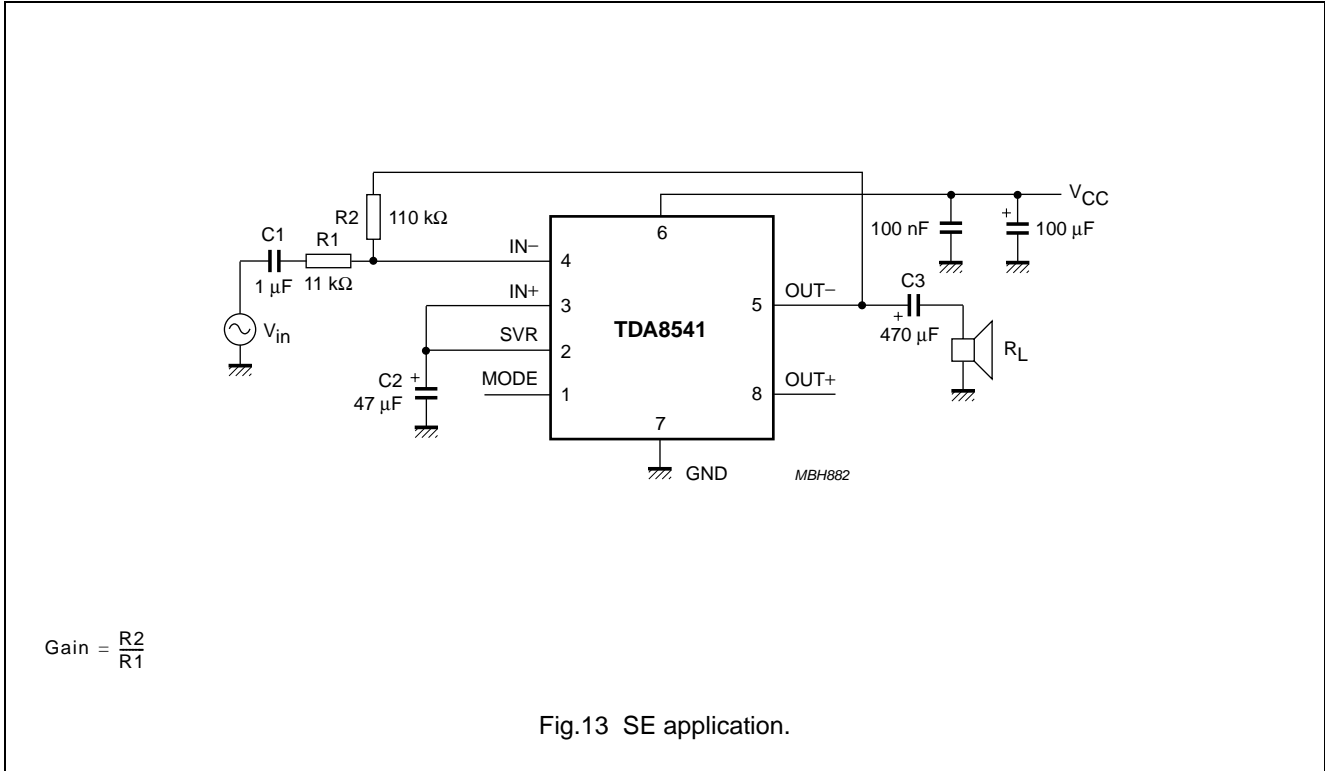 V_CC
R2 110 kΩ
6
100 nF
+ 100 μF
C1
R1
IN−
4
1 μF
11 kΩ
C3
IN+
3
5
OUT−
+
470 μF
V_in
TDA8541
SVR
2
R_L
C2 +
47 μF
MODE
1
8
OUT+
7
GND
MBH882
Gain = R2/R1
Fig.13 SE application.